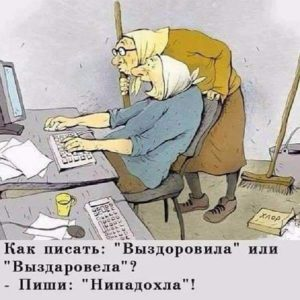 ХЛОР
Как писать: "Выздоровила" или
"Выздаровела"?
- Пиши: "Нипадохла"!